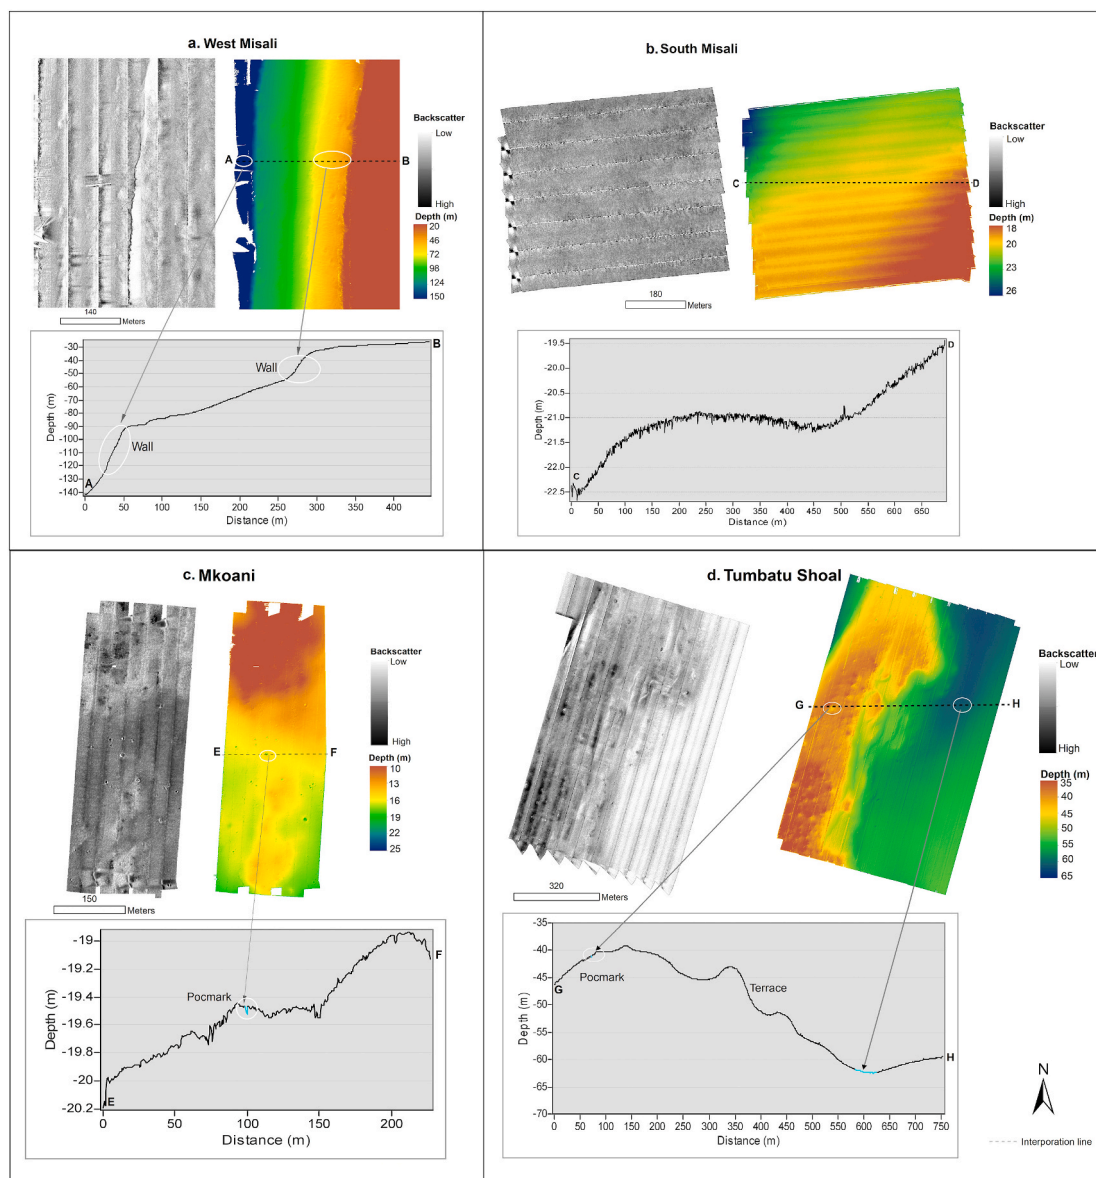 a. West Misali
Backscatter
Low
High
Depth (m)
20
46
72
98
124
150
A
B
140
Meters
-30
-40
-50
-60
-70
-80
-90
-100
-110
-120
-130
-140
Depth (m)
Wall
Wall
A
B
0 50 100 150 200 250 300 350 400
Distance (m)
b. South Misali
Backscatter
Low
High
Depth (m)
18
20
23
26
C
D
180
Meters
-19.5
-20.0
-20.5
-21.0
-21.5
-22.0
-22.5
Depth (m)
C
D
0 50 100 150 200 250 300 350 400 450 500 550 600 650
Distance (m)
c. Mkoani
Backscatter
Low
High
Depth (m)
10
13
16
19
22
25
E
F
150
Meters
-19
-19.2
-19.4
-19.6
-19.8
-20
-20.2
Depth (m)
Pocmark
E
F
0 50 100 150 200
Distance (m)
d. Tumbatu Shoal
Backscatter
Low
High
Depth (m)
35
40
45
50
55
60
65
G
H
320
Meters
-35
-40
-45
-50
-55
-60
-65
-70
Depth (m)
Pocmark
Terrace
G
H
0 50 100 150 200 250 300 350 400 450 500 550 600 650 700 750
Distance (m)
N
Interporation line